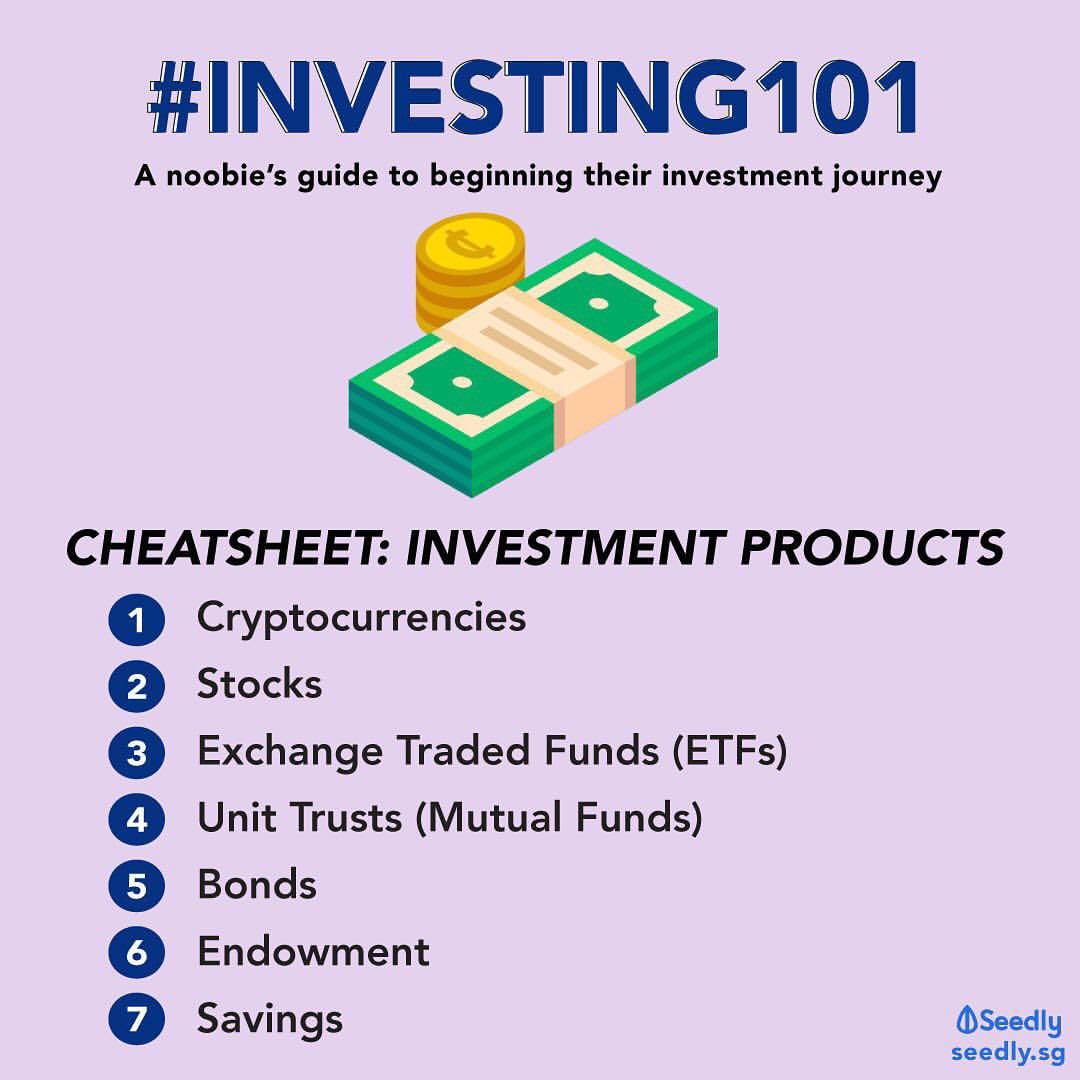 #INVESTING101
A noobie's guide to beginning their investment journey
CHEATSHEET: INVESTMENT PRODUCTS
1 Cryptocurrencies
2 Stocks
3 Exchange Traded Funds (ETFs)
4 Unit Trusts (Mutual Funds)
5 Bonds
6 Endowment
7 Savings
Seedly
seedly.sg